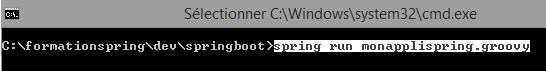 Sélectionner C:\Windows\system32\cmd.exe
C:\formationspring\dev\springboot>spring run monapplispring.groovy